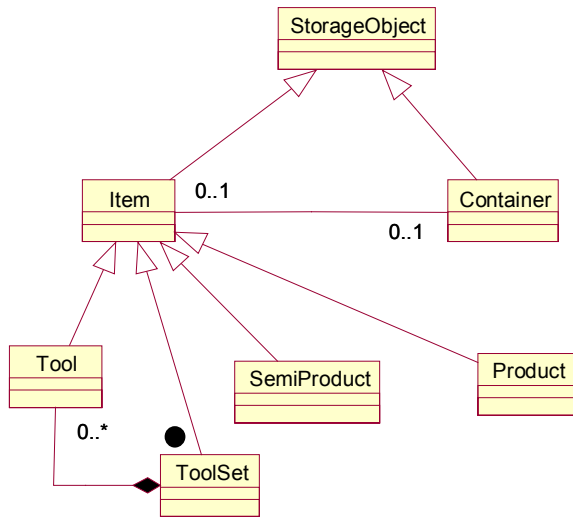 StorageObject
Item
0..1
Container
0..1
Tool
SemiProduct
Product
0..*
ToolSet